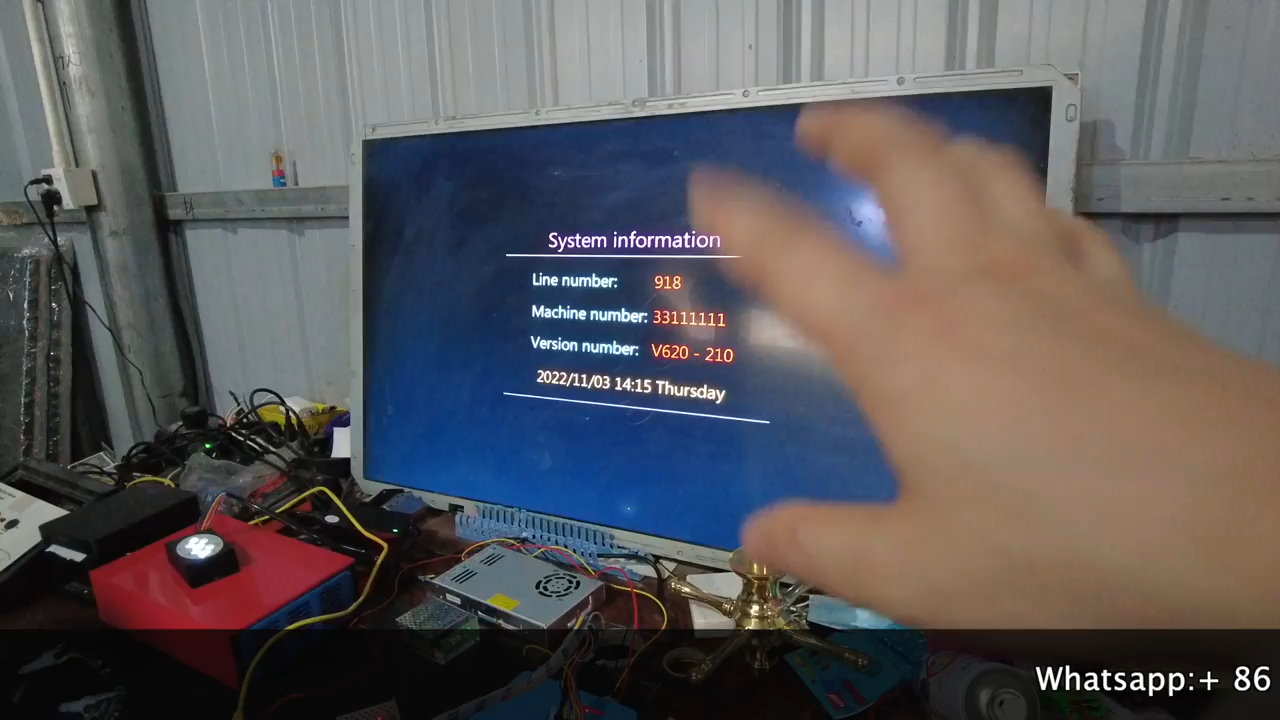 System information
Line number: 918
Machine number: 33111111
Version number: V620 - 210
2022/11/03 14:15 Thursday
Whatsapp:+ 86